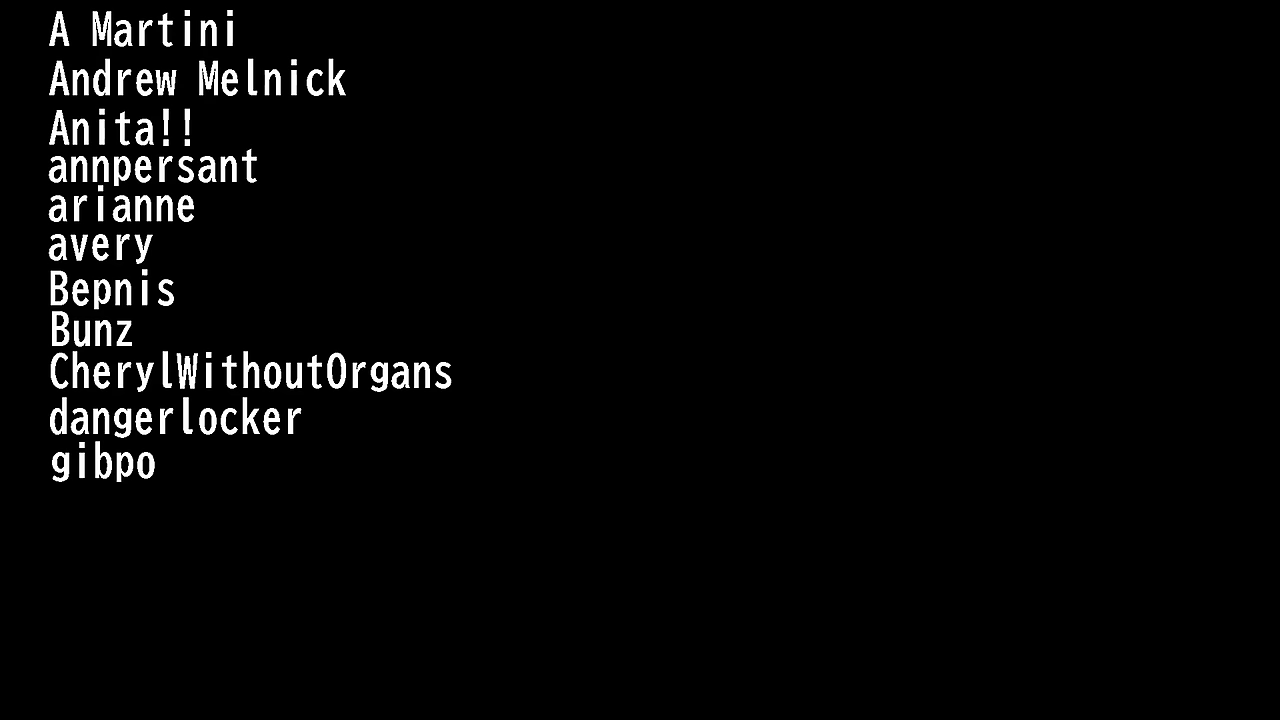 A Martini
Andrew Melnick
Anita!!
annpersant
arianne
avery
Bepnis
Bunz
CherylWithoutOrgans
dangerlocker
gibpo